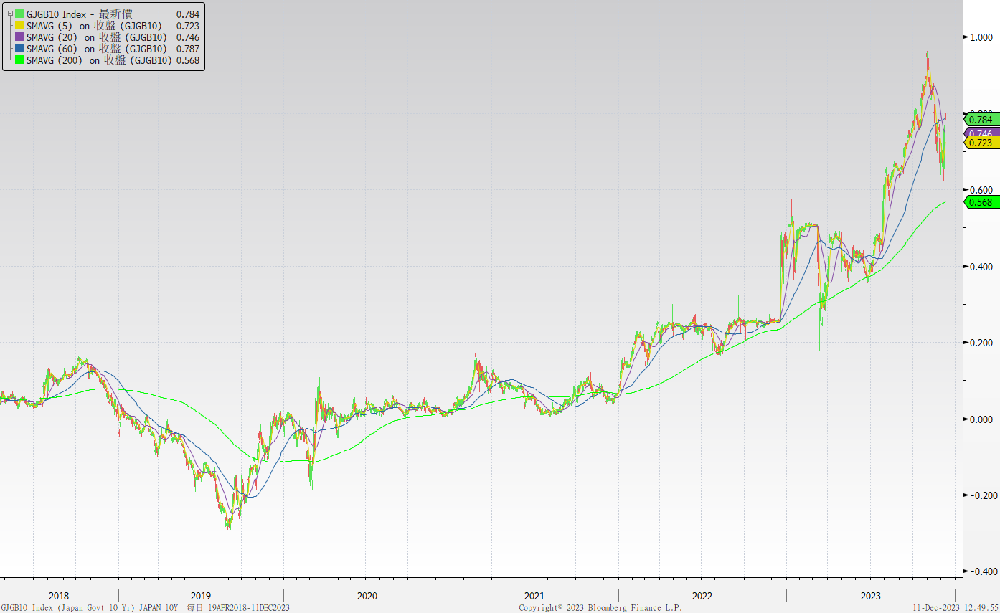 GJGB10 Index - 最新價 0.784
SMAVG (5) on 收盤 (GJGB10) 0.723
SMAVG (20) on 收盤 (GJGB10) 0.746
SMAVG (60) on 收盤 (GJGB10) 0.787
SMAVG (200) on 收盤 (GJGB10) 0.568
1.000
0.784
0.746
0.723
0.600
0.568
0.400
0.200
0.000
-0.200
-0.400
2018 2019 2020 2021 2022 2023
GJGB10 Index (Japan Govt 10 Yr) JAPAN 10Y 每日 19APR2018-11DEC2023 Copyright© 2023 Bloomberg Finance L.P. 11-Dec-2023 12:49:55